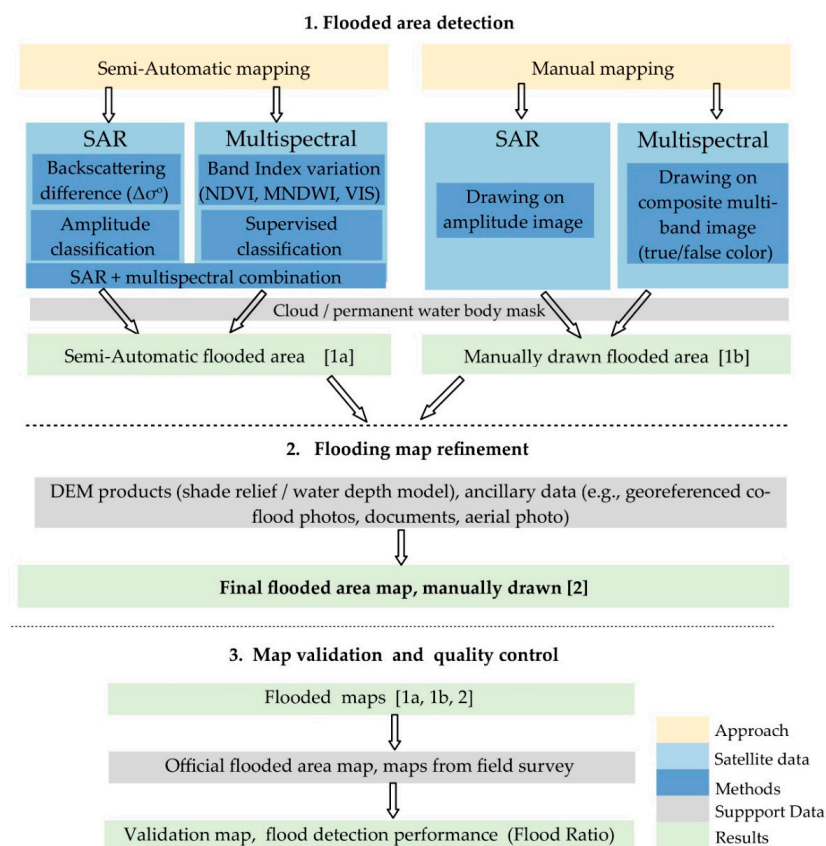 1. Flooded area detection
Semi-Automatic mapping
Manual mapping
SAR
Backscattering
difference (Δσº)
Amplitude
classification
Multispectral
Band Index variation
(NDVI, MNDWI, VIS)
Supervised
classification
SAR + multispectral combination
SAR
Drawing on
amplitude image
Multispectral
Drawing on
composite multi-
band image
(true/false color)
Cloud / permanent water body mask
Semi-Automatic flooded area [1a]
Manually drawn flooded area [1b]
2. Flooding map refinement
DEM products (shade relief / water depth model), ancillary data (e.g., georeferenced co-
flood photos, documents, aerial photo)
Final flooded area map, manually drawn [2]
3. Map validation and quality control
Flooded maps [1a, 1b, 2]
Official flooded area map, maps from field survey
Validation map, flood detection performance (Flood Ratio)
Approach
Satellite data
Methods
Suppport Data
Results